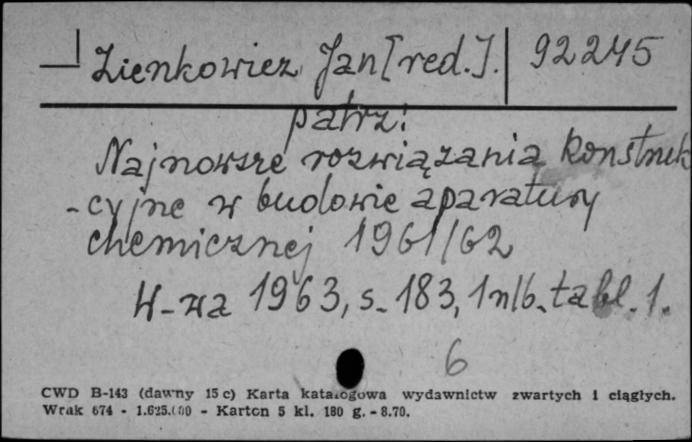 Zienkowicz Jan [red.]. 92245
patrz:
Najnowsze rozwiązania konstruk
-cyjne w budowie aparatury
chemicznej 1961/62
W-wa 1963, s. 183, 1 nlb. tabl. 1.
6
CWD B-143 (dawny 15 c) Karta katalogowa wydawnictw zwartych i ciągłych.
Wrak 674 - 1.625.000 - Karton 5 kl. 180 g. - 8.70.